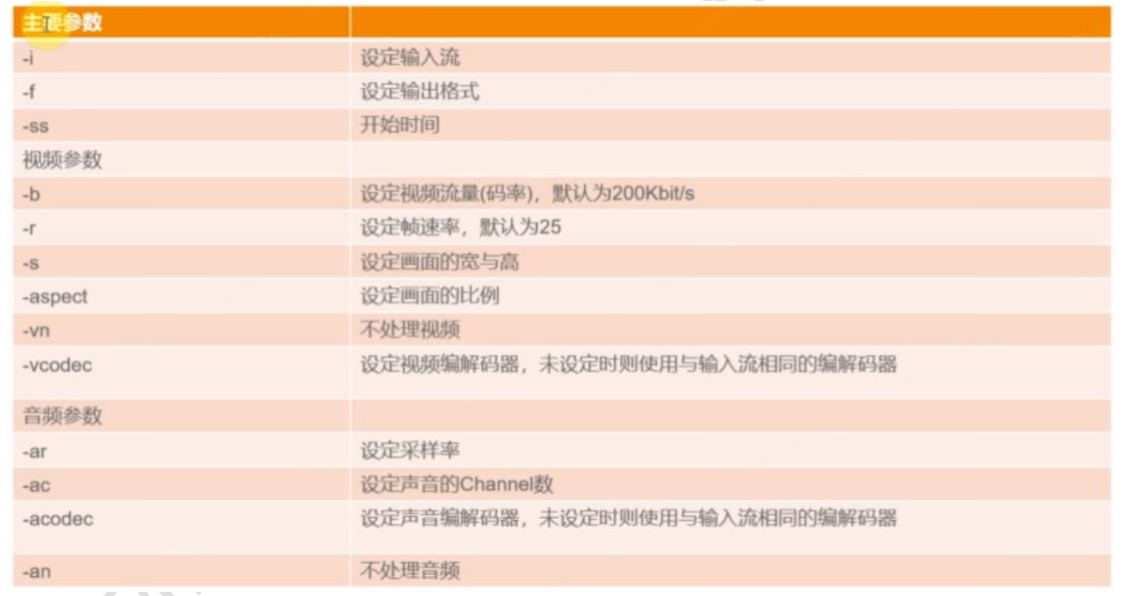 主要参数
-i 设定输入流
-f 设定输出格式
-ss 开始时间
视频参数
-b 设定视频流量(码率)，默认为200Kbit/s
-r 设定帧速率，默认为25
-s 设定画面的宽与高
-aspect 设定画面的比例
-vn 不处理视频
-vcodec 设定视频编解码器，未设定时则使用与输入流相同的编解码器
音频参数
-ar 设定采样率
-ac 设定声音的Channel数
-acodec 设定声音编解码器，未设定时则使用与输入流相同的编解码器
-an 不处理音频